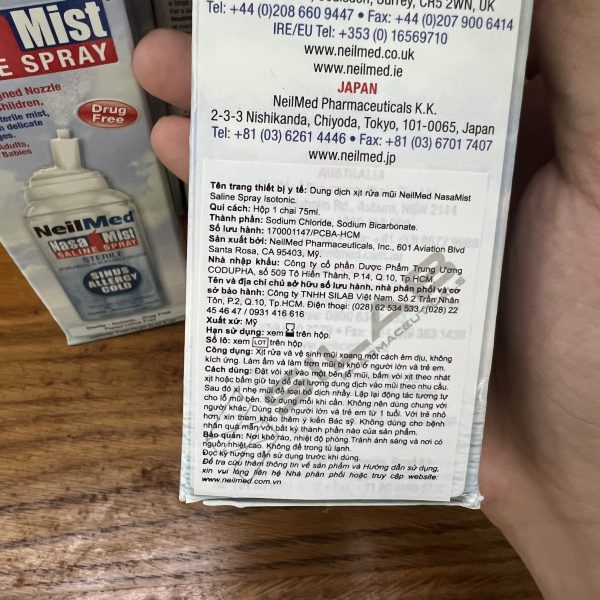 Mist
E SPRAY
Nozzle
Children.
mist,
delicate
Adults,
Babies
Drug
Free
NeilMed
Nasa Mist
SALINE SPRAY
STERILE
SINUS
ALLERGY
COLD
Surrey, CR5 2WN, UK
Tel: +44 (0)208 660 9447 • Fax: +44 (0)207 900 6414
IRE/EU Tel: +353 (0) 16569710
www.neilmed.co.uk
www.neilmed.ie
JAPAN
NeilMed Pharmaceuticals K.K.
2-3-3 Nishikanda, Chiyoda, Tokyo, 101-0065, Japan
Tel: +81 (03) 6261 4446 • Fax: +81 (03) 6701 7407
www.neilmed.jp
Tên trang thiết bị y tế: Dung dịch xịt rửa mũi NeilMed NasaMist
Saline Spray Isotonic.
Qui cách: Hộp 1 chai 75ml.
Thành phần: Sodium Chloride, Sodium Bicarbonate.
Số lưu hành: 170001147/PCBA-HCM
Sản xuất bởi: NeilMed Pharmaceuticals, Inc., 601 Aviation Blvd
Santa Rosa, CA 95403, Mỹ.
Nhà nhập khẩu: Công ty cổ phần Dược Phẩm Trung Ương
CODUPHA, số 509 Tô Hiến Thành, P.14, Q.10, Tp.HCM.
Tên và địa chỉ chủ sở hữu số lưu hành, nhà phân phối và cơ
sở bảo hành: Công ty TNHH SILAB Việt Nam. Số 2 Trần Nhân
Tôn, P.2, Q.10, Tp.HCM. Điện thoại: (028) 62 534 533 /(028) 22
45 46 47 / 0931 416 616
Xuất xứ: Mỹ
Hạn sử dụng: xem trên hộp.
Số lô: xem LOT trên hộp
Công dụng: Xịt rửa và vệ sinh mũi xoang một cách êm dịu, không
kích ứng. Làm ẩm và làm trơn mũi bị khô ở người lớn và trẻ em.
Cách dùng: Đặt vòi xịt vào một bên lỗ mũi, bấm vòi xịt theo nhát
xịt hoặc bấm giữ tay để đạt lượng dung dịch vào mũi theo nhu cầu.
Sau đó xì nhẹ mũi để đẩy bỏ dịch nhầy. Lặp lại động tác tương tự
cho lỗ mũi bên. Sử dụng mỗi khi cần. Không nên dùng chung với
người khác. Dùng cho người lớn và trẻ em từ 1 tuổi. Với trẻ nhỏ
hơn, xin tham khảo thêm ý kiến Bác sỹ. Không dùng cho bệnh
nhân quá mẫn với bất kỳ thành phần nào của sản phẩm.
Bảo quản: Nơi khô ráo, nhiệt độ phòng. Tránh ánh sáng và nơi có
nguồn nhiệt cao. Không để trong tủ lạnh.
Đọc kỹ hướng dẫn sử dụng trước khi dùng.
Để tra cứu thêm thông tin về sản phẩm và Hướng dẫn sử dụng,
xin vui lòng liên hệ Nhà phân phối hoặc truy cập website:
www.neilmed.com.vn